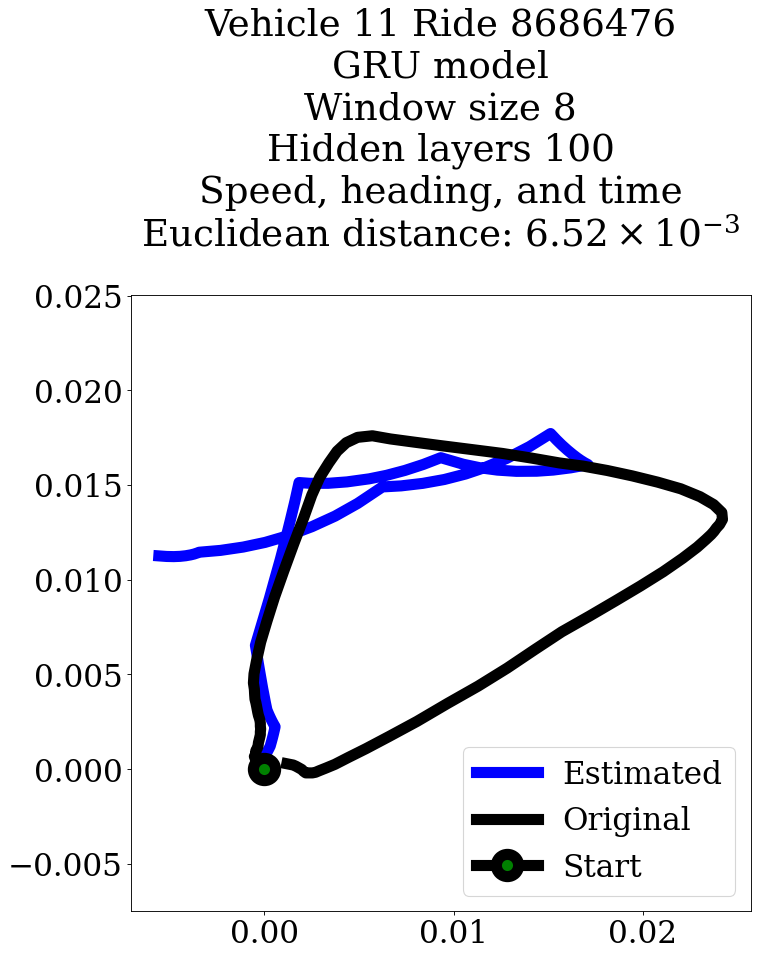 Vehicle 11 Ride 8686476
GRU model
Window size 8
Hidden layers 100
Speed, heading, and time
Euclidean distance: 6.52 × 10⁻³
0.025
0.020
0.015
0.010
0.005
0.000
−0.005
Estimated
Original
Start
0.00 0.01 0.02